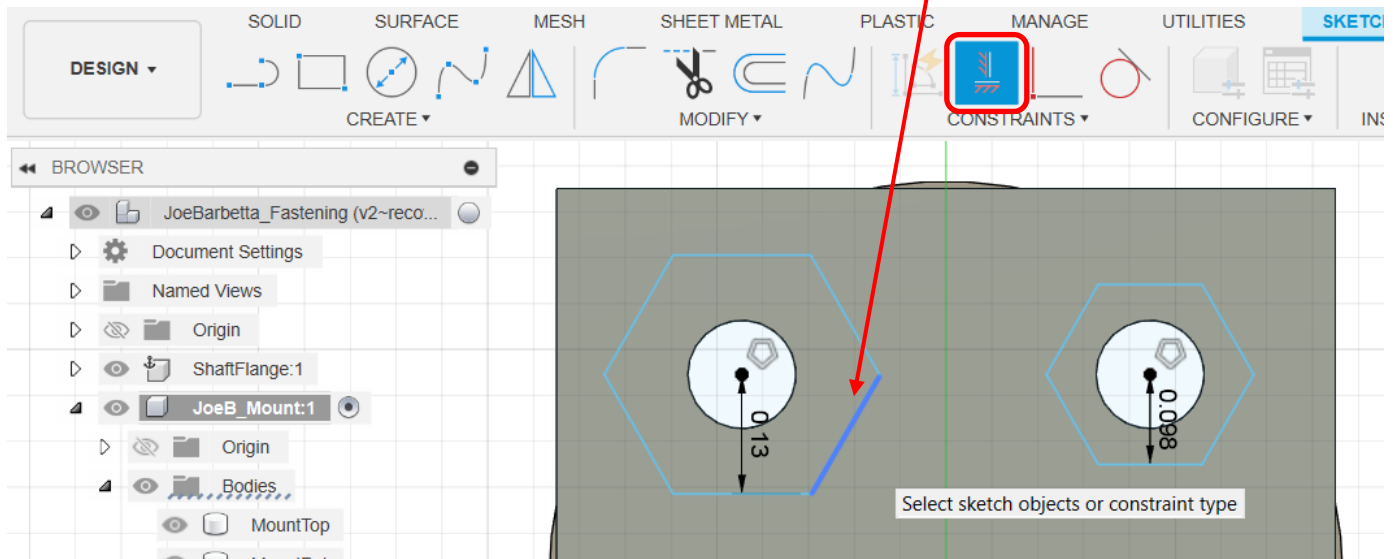 SOLID SURFACE MESH SHEET METAL PLASTIC MANAGE UTILITIES SKETC
DESIGN
CREATE MODIFY CONSTRAINTS CONFIGURE INS
BROWSER
JoeBarbetta_Fastening (v2~reco...
Document Settings
Named Views
Origin
ShaftFlange:1
JoeB_Mount:1
Origin
Bodies
MountTop
0.13
0.098
Select sketch objects or constraint type